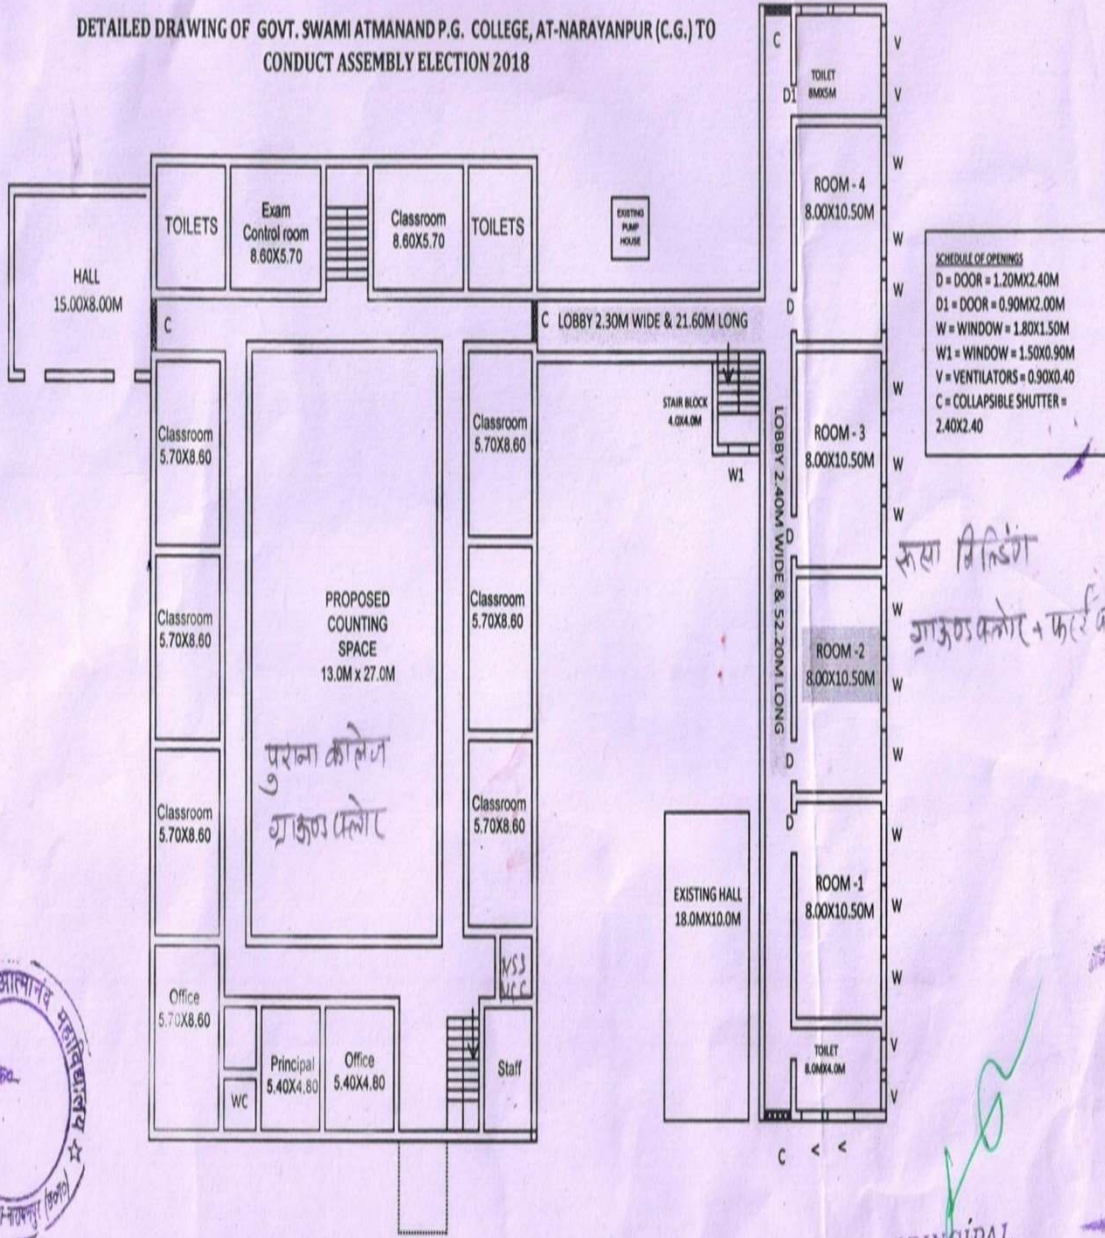 DETAILED DRAWING OF GOVT. SWAMI ATMANAND P.G. COLLEGE, AT-NARAYANPUR (C.G.) TO
CONDUCT ASSEMBLY ELECTION 2018
HALL
15.00X8.00M
C
TOILETS
Exam
Control room
8.60X5.70
Classroom
8.60X5.70
TOILETS
EXISTING
PUMP
HOUSE
C LOBBY 2.30M WIDE & 21.60M LONG
STAIR BLOCK
4.0X4.0M
W1
Classroom
5.70X8.60
Classroom
5.70X8.60
Classroom
5.70X8.60
Office
5.70X8.60
PROPOSED
COUNTING
SPACE
13.0M x 27.0M
पुराना कालेज
ग्राऊण्ड फ्लोर
Classroom
5.70X8.60
Classroom
5.70X8.60
Classroom
5.70X8.60
NSS
NCC
WC
Principal
5.40X4.80
Office
5.40X4.80
Staff
EXISTING HALL
18.0MX10.0M
LOBBY 2.40M WIDE & 52.20M LONG
C
TOILET
8MX5M
D1
V
V
ROOM - 4
8.00X10.50M
W
W
W
D
ROOM - 3
8.00X10.50M
W
W
W
W
D
ROOM -2
8.00X10.50M
W
W
W
D
D
ROOM -1
8.00X10.50M
W
W
W
TOILET
8.0MX4.0M
V
V
C < <
SCHEDULE OF OPENINGS
D = DOOR = 1.20MX2.40M
D1 = DOOR = 0.90MX2.00M
W = WINDOW = 1.80X1.50M
W1 = WINDOW = 1.50X0.90M
V = VENTILATORS = 0.90X0.40
C = COLLAPSIBLE SHUTTER =
2.40X2.40
रूसा बिल्डिंग
ग्राऊण्ड फ्लोर +
आत्मानंद महाविद्यालय ☆
PRINCIPAL